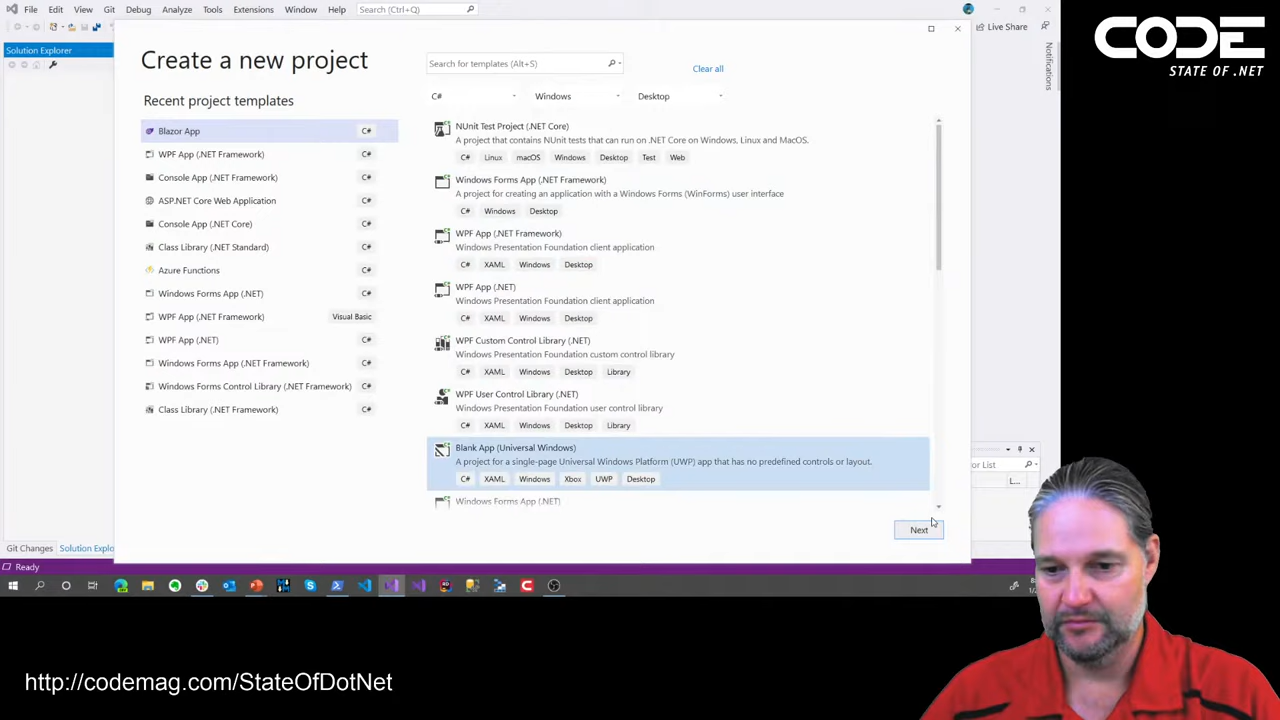 File Edit View Git Debug Analyze Tools Extensions Window Help Search (Ctrl+Q)
Live Share
CODE
STATE OF .NET
Solution Explorer
Notifications
Create a new project
Search for templates (Alt+S)
Clear all
C# Windows Desktop
Recent project templates
Blazor App C#
WPF App (.NET Framework) C#
Console App (.NET Framework) C#
ASP.NET Core Web Application C#
Console App (.NET Core) C#
Class Library (.NET Standard) C#
Azure Functions C#
Windows Forms App (.NET) C#
WPF App (.NET Framework) Visual Basic
WPF App (.NET) C#
Windows Forms App (.NET Framework) C#
Windows Forms Control Library (.NET Framework) C#
Class Library (.NET Framework) C#
NUnit Test Project (.NET Core)
A project that contains NUnit tests that can run on .NET Core on Windows, Linux and MacOS.
C# Linux macOS Windows Desktop Test Web
Windows Forms App (.NET Framework)
A project for creating an application with a Windows Forms (WinForms) user interface
C# Windows Desktop
WPF App (.NET Framework)
Windows Presentation Foundation client application
C# XAML Windows Desktop
WPF App (.NET)
Windows Presentation Foundation client application
C# XAML Windows Desktop
WPF Custom Control Library (.NET)
Windows Presentation Foundation custom control library
C# XAML Windows Desktop Library
WPF User Control Library (.NET)
Windows Presentation Foundation user control library
C# XAML Windows Desktop Library
Blank App (Universal Windows)
A project for a single-page Universal Windows Platform (UWP) app that has no predefined controls or layout.
C# XAML Windows Xbox UWP Desktop
Windows Forms App (.NET)
Next
or List
L...
Git Changes Solution Explo
Ready
http://codemag.com/StateOfDotNet